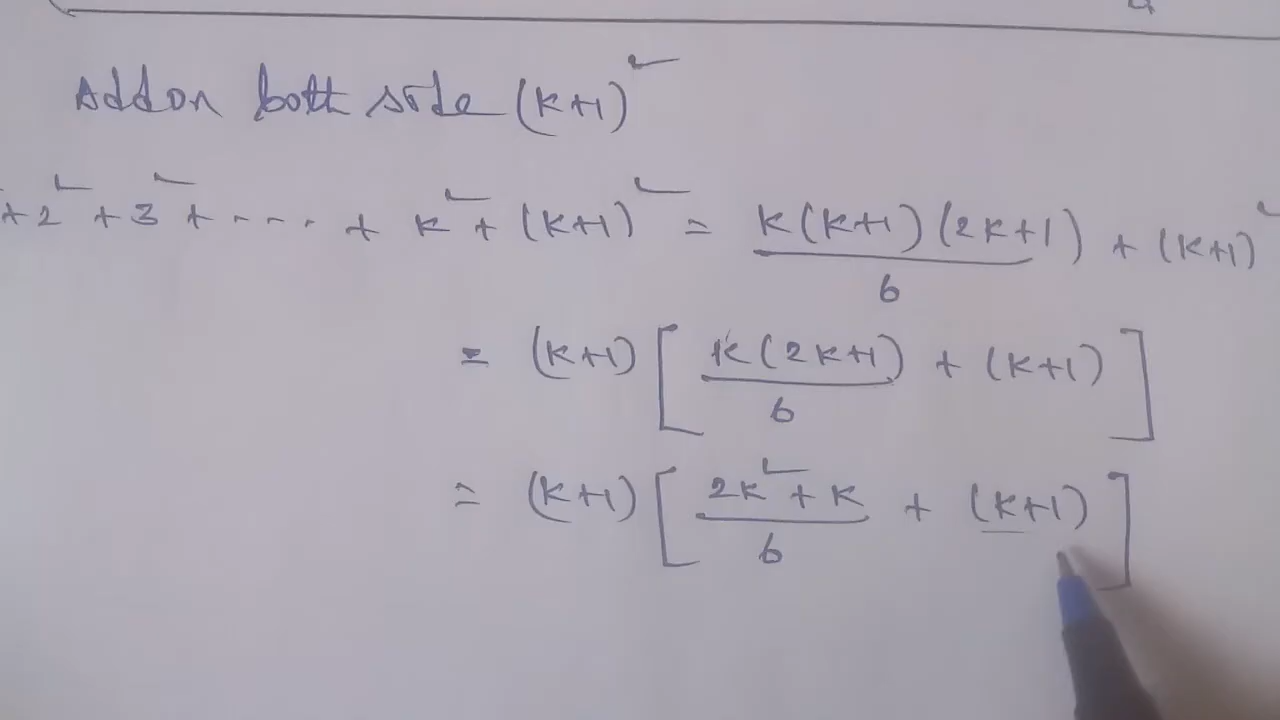 Add on both side (k+1)²
+ 2² + 3² + .... + k² + (k+1)² = k(k+1)(2k+1)/6 + (k+1)²
= (k+1) [ k(2k+1)/6 + (k+1) ]
= (k+1) [ 2k² + k/6 + (k+1) ]